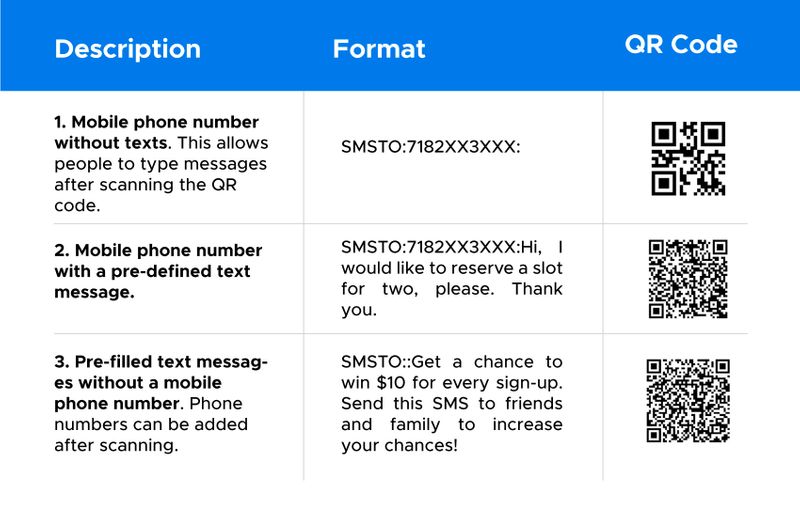 Description
Format
QR Code
1. Mobile phone number
without texts. This allows
people to type messages
after scanning the QR
code.
SMSTO:7182XX3XXX:
2. Mobile phone number
with a pre-defined text
message.
SMSTO:7182XX3XXX:Hi, I
would like to reserve a slot
for two, please. Thank
you.
3. Pre-filled text messag-
es without a mobile
phone number. Phone
numbers can be added
after scanning.
SMSTO::Get a chance to
win $10 for every sign-up.
Send this SMS to friends
and family to increase
your chances!